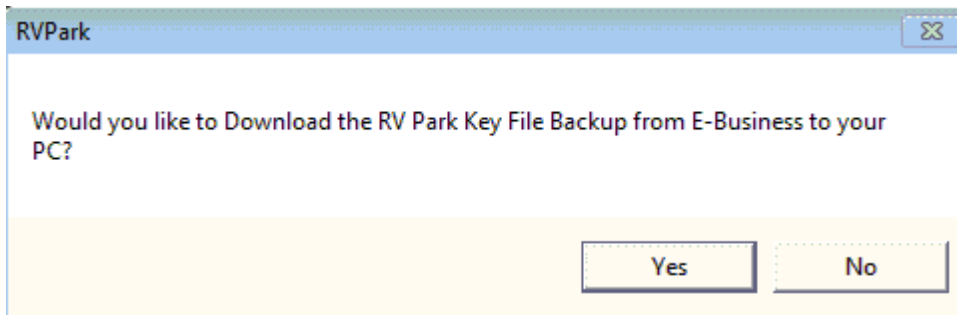 RVPark
Would you like to Download the RV Park Key File Backup from E-Business to your
PC?
Yes
No